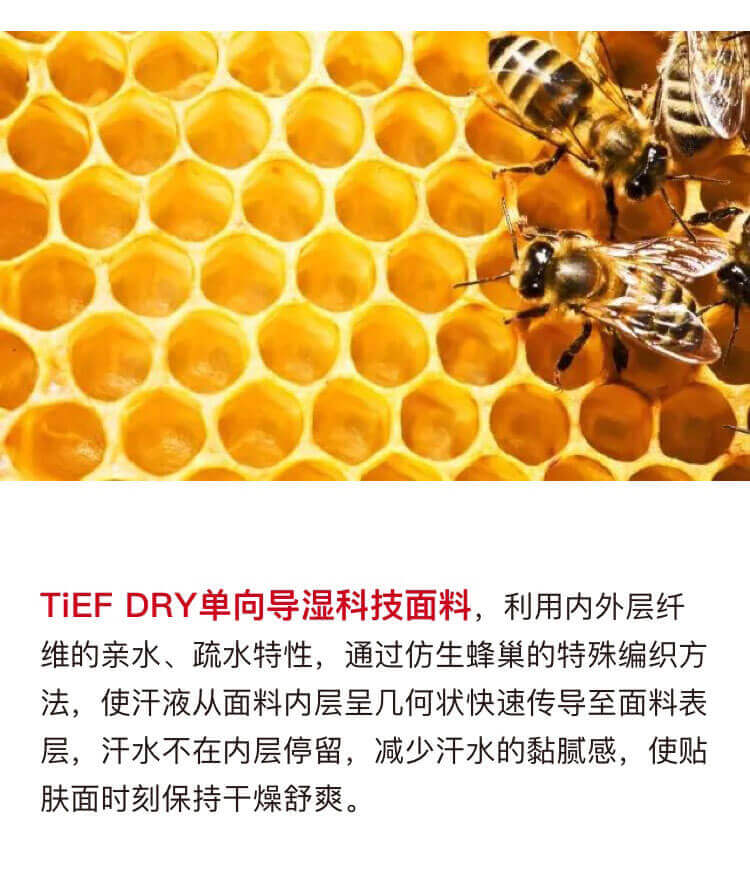 TiEF DRY单向导湿科技面料，利用内外层纤
维的亲水、疏水特性，通过仿生蜂巢的特殊编织方
法，使汗液从面料内层呈几何状快速传导至面料表
层，汗水不在内层停留，减少汗水的黏腻感，使贴
肤面时刻保持干燥舒爽。